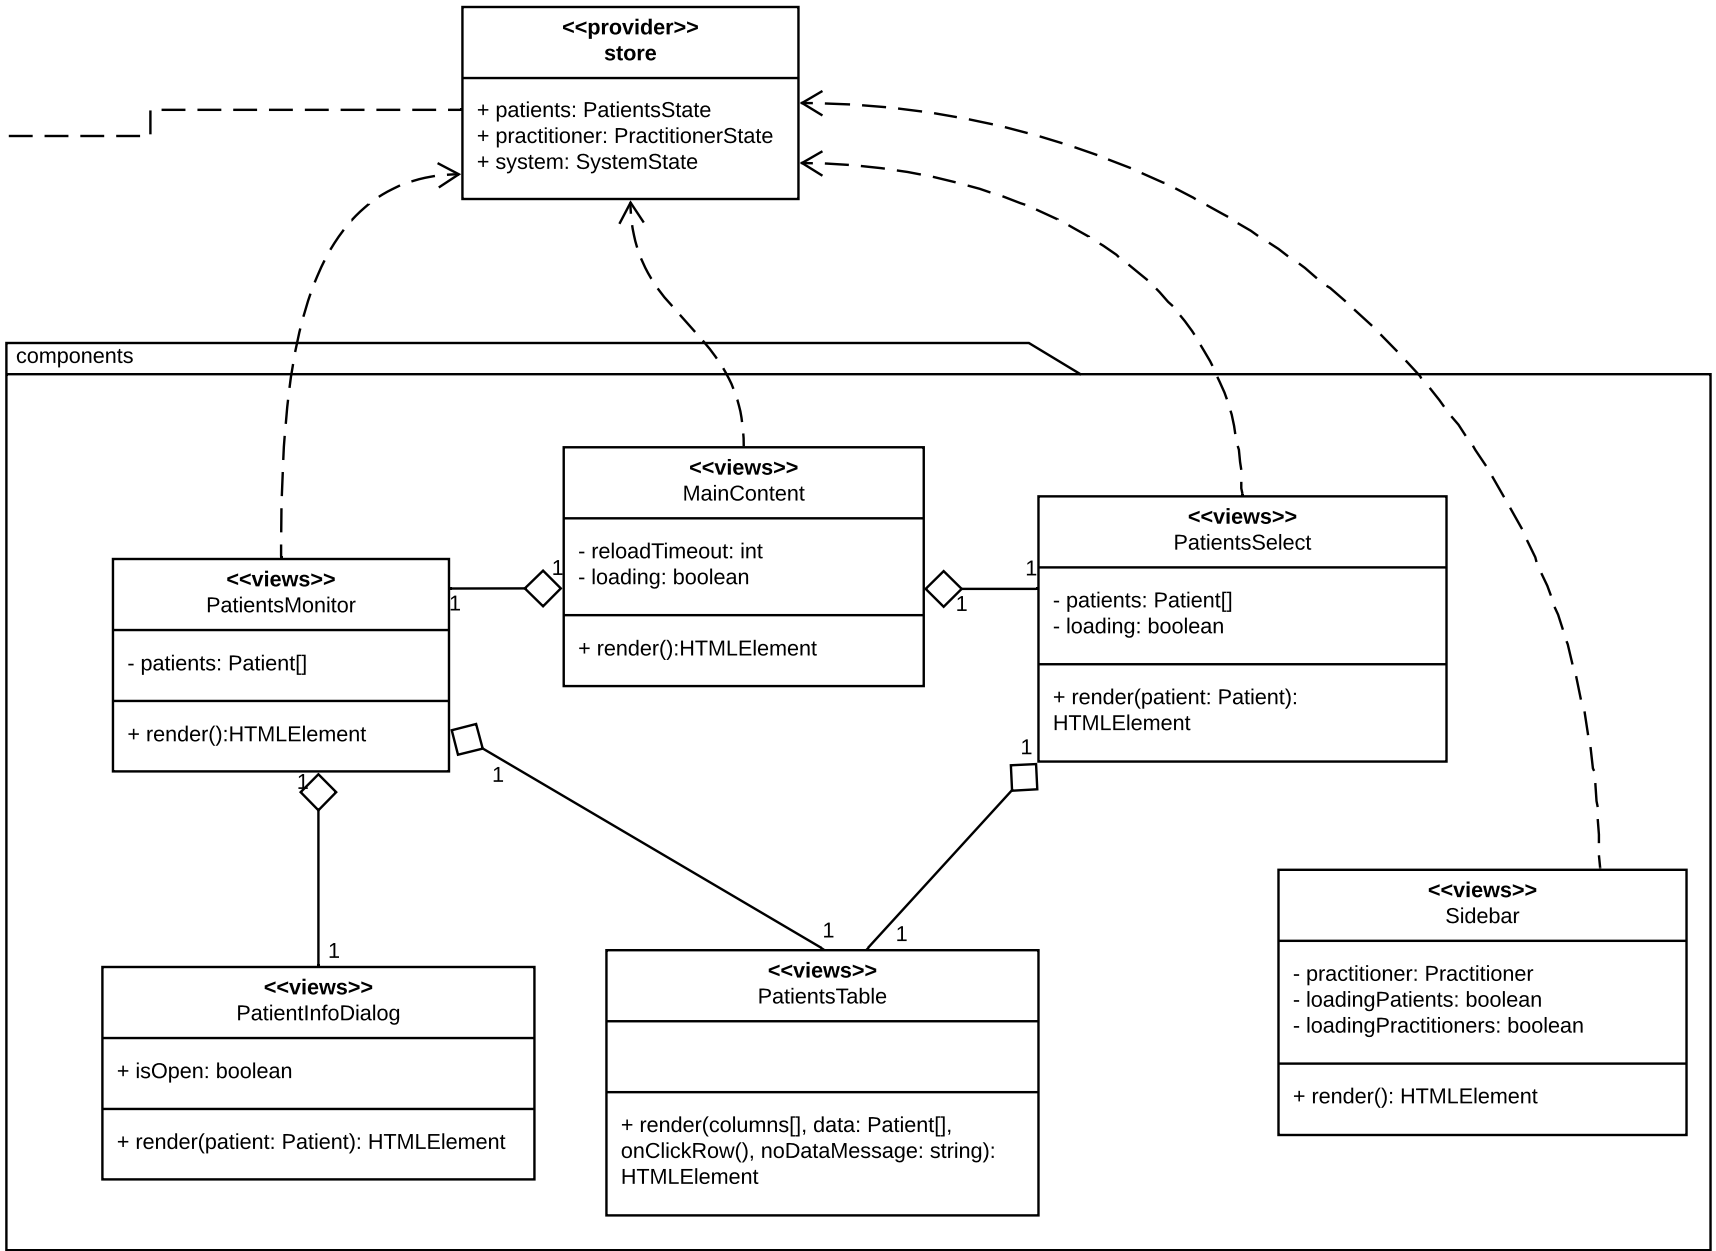 <<provider>>
store
+ patients: PatientsState
+ practitioner: PractitionerState
+ system: SystemState
components
<<views>>
MainContent
- reloadTimeout: int
- loading: boolean
+ render():HTMLElement
<<views>>
PatientsSelect
- patients: Patient[]
- loading: boolean
+ render(patient: Patient):
HTMLElement
<<views>>
PatientsMonitor
- patients: Patient[]
+ render():HTMLElement
1
1
1
1
1
1
1
1
1
1
<<views>>
PatientInfoDialog
+ isOpen: boolean
+ render(patient: Patient): HTMLElement
<<views>>
PatientsTable
+ render(columns[], data: Patient[],
onClickRow(), noDataMessage: string):
HTMLElement
<<views>>
Sidebar
- practitioner: Practitioner
- loadingPatients: boolean
- loadingPractitioners: boolean
+ render(): HTMLElement